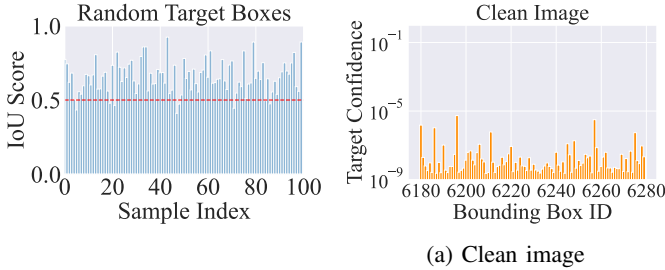 Random Target Boxes
IoU Score
1.0
0.5
0.0
0 20 40 60 80 100
Sample Index
Clean Image
Target Confidence
10⁻¹
10⁻⁵
10⁻⁹
6180 6200 6220 6240 6260 6280
Bounding Box ID
(a) Clean image